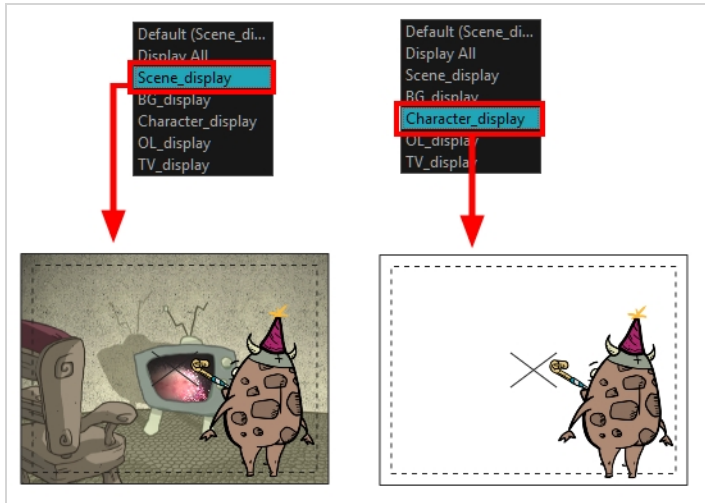 Default (Scene_di...
Display All
Scene_display
BG_display
Character_display
OL_display
TV_display
Default (Scene_di...
Display All
Scene_display
BG_display
Character_display
OL_display
TV_display